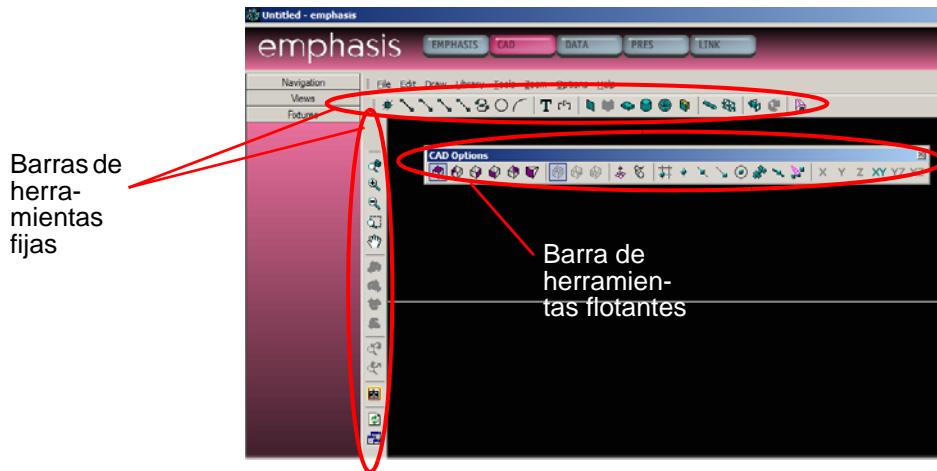 Untitled - emphasis
emphasis EMPHASIS CAD DATA PRES LINK
Navigation
File Edit Draw Library Tools Zoom Options Help
Views
Fixtures
T
CAD Options
X Y Z XY YZ XZ
Barras de
herra-
mientas
fijas
Barra de
herramien-
tas flotantes